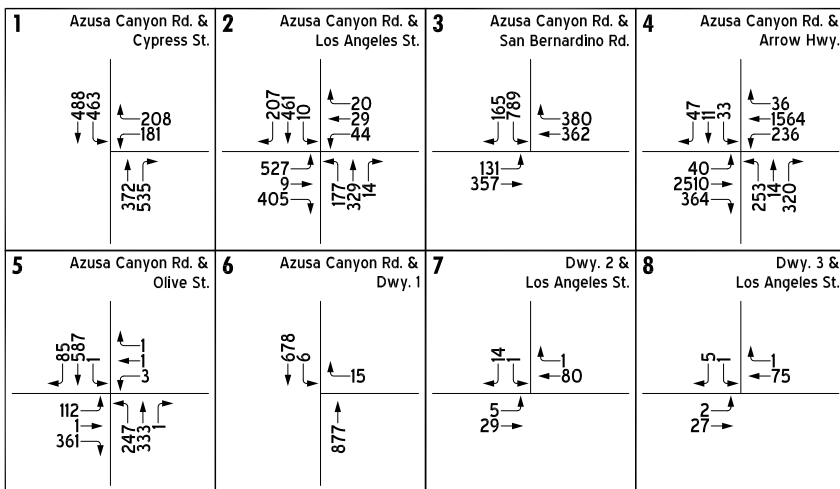 1 Azusa Canyon Rd. &
Cypress St.
488 463
208
181
372 535
2 Azusa Canyon Rd. &
Los Angeles St.
207 461 10
20
29
44
527
9
405
177 329 14
3 Azusa Canyon Rd. &
San Bernardino Rd.
165 789
380
362
131
357
4 Azusa Canyon Rd. &
Arrow Hwy.
47 11 33
36
1564
236
40
2510
364
253 14 320
5 Azusa Canyon Rd. &
Olive St.
85 587 1
1
1
3
112
1
361
247 333 1
6 Azusa Canyon Rd. &
Dwy. 1
678 6
15
877
7 Dwy. 2 &
Los Angeles St.
14 1
1
80
5
29
8 Dwy. 3 &
Los Angeles St.
5 1
1
75
2
27